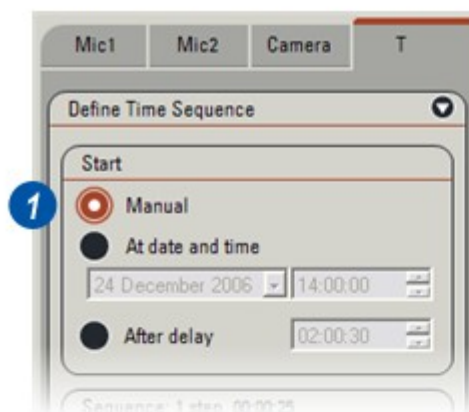 Mic1 Mic2 Camera T
Define Time Sequence
Start
1 Manual
At date and time
24 December 2006 14:00:00
After delay 02:00:30
Sequence: 1 step, 00:00:25